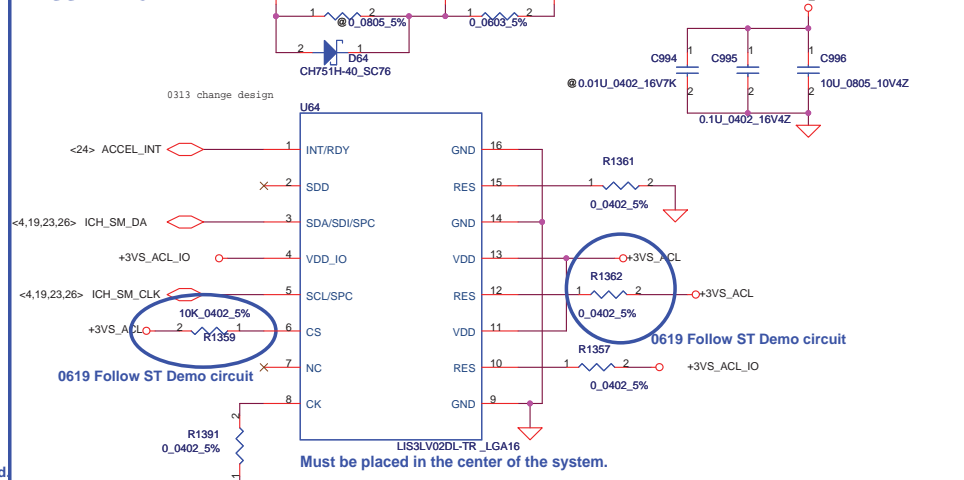 1 2
@0_0805_5%
1 2
0_0603_5%
2 1
D64
CH751H-40_SC76
C994 C995 C996
1 1 1
@0.01U_0402_16V7K 10U_0805_10V4Z
2 2 2
0.1U_0402_16V4Z
0313 change design
U64
<24> ACCEL_INT 1 INT/RDY GND 16
R1361
2 SDD RES 15 1 2
0_0402_5%
<4,19,23,26> ICH_SM_DA 3 SDA/SDI/SPC GND 14
+3VS_ACL_IO 4 VDD_IO VDD 13 +3VS_ACL
R1362
<4,19,23,26> ICH_SM_CLK 5 SCL/SPC RES 12 1 2 +3VS_ACL
10K_0402_5% 0_0402_5%
+3VS_ACL 2 1 6 CS VDD 11
R1359
0619 Follow ST Demo circuit
R1357
7 NC RES 10 1 2 +3VS_ACL_IO
0619 Follow ST Demo circuit
0_0402_5%
8 CK GND 9
2
R1391
0_0402_5%
1
LIS3LV02DL-TR _LGA16
Must be placed in the center of the system.
d.